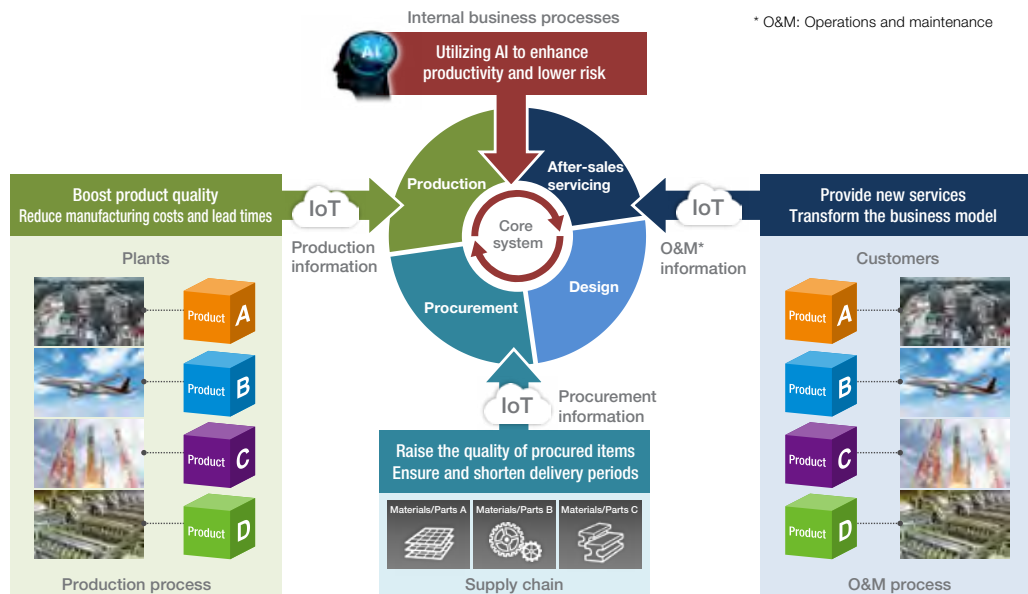 Internal business processes
* O&M: Operations and maintenance
AI
Utilizing AI to enhance
productivity and lower risk
Production
After-sales
servicing
Core
system
Procurement
Design
Boost product quality
Reduce manufacturing costs and lead times
IoT
Production
information
Plants
Product A
Product B
Product C
Product D
Production process
IoT
O&M*
information
Provide new services
Transform the business model
Customers
Product A
Product B
Product C
Product D
O&M process
IoT
Procurement
information
Raise the quality of procured items
Ensure and shorten delivery periods
Materials/Parts A
Materials/Parts B
Materials/Parts C
Supply chain